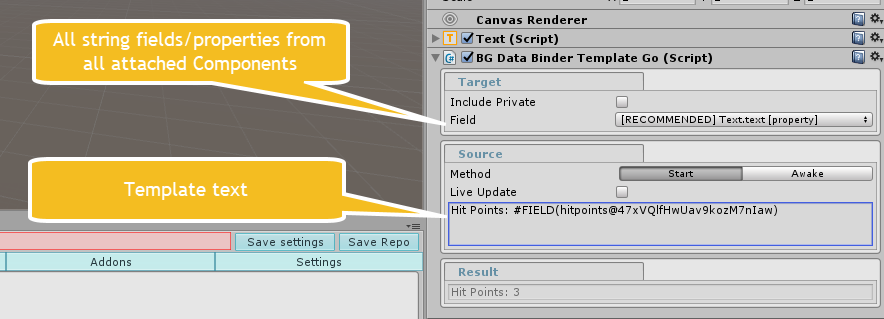 Canvas Renderer
Text (Script)
BG Data Binder Template Go (Script)
All string fields/properties from
all attached Components
Target
Include Private
Field
[RECOMMENDED] Text.text [property]
Source
Method
Start
Awake
Live Update
Template text
Hit Points: #FIELD(hitpoints@47xVQlfHwUav9kozM7nIaw)
Save settings
Save Repo
Addons
Settings
Result
Hit Points: 3